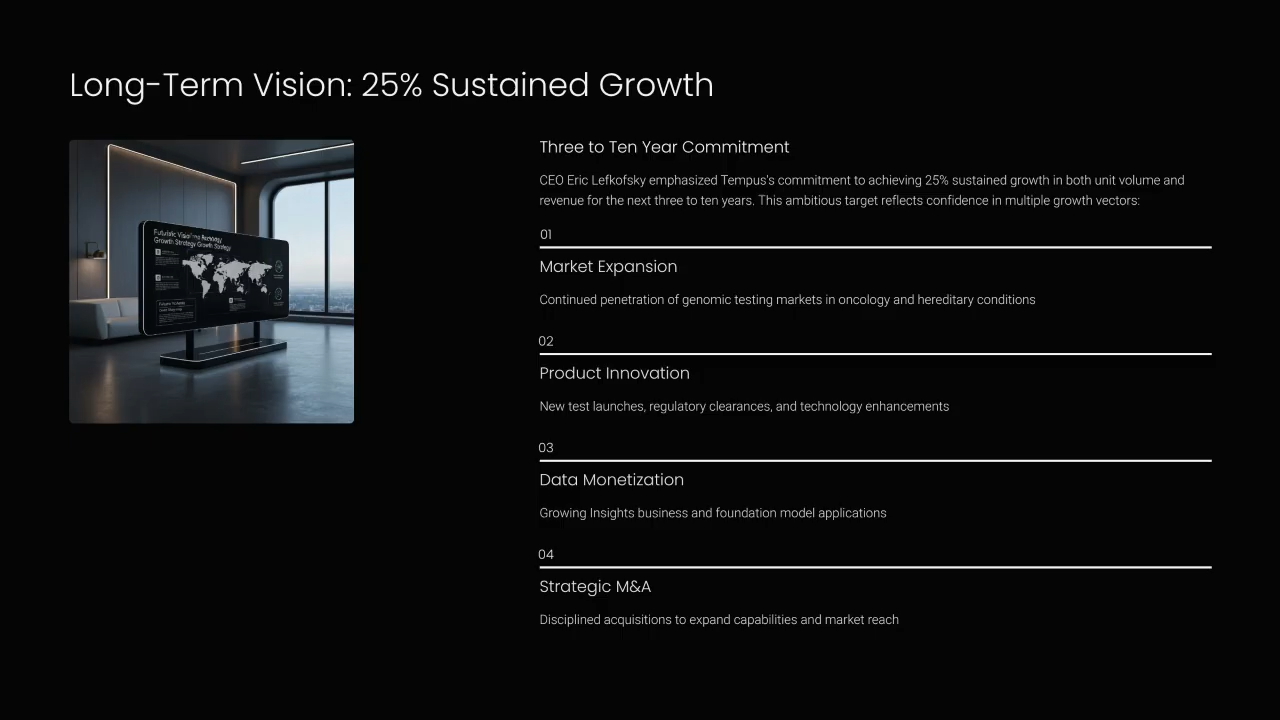 Long-Term Vision: 25% Sustained Growth
Growth Strategy Growth Strategy
Three to Ten Year Commitment
CEO Eric Lefkofsky emphasized Tempus's commitment to achieving 25% sustained growth in both unit volume and
revenue for the next three to ten years. This ambitious target reflects confidence in multiple growth vectors:
01
Market Expansion
Continued penetration of genomic testing markets in oncology and hereditary conditions
02
Product Innovation
New test launches, regulatory clearances, and technology enhancements
03
Data Monetization
Growing Insights business and foundation model applications
04
Strategic M&A
Disciplined acquisitions to expand capabilities and market reach